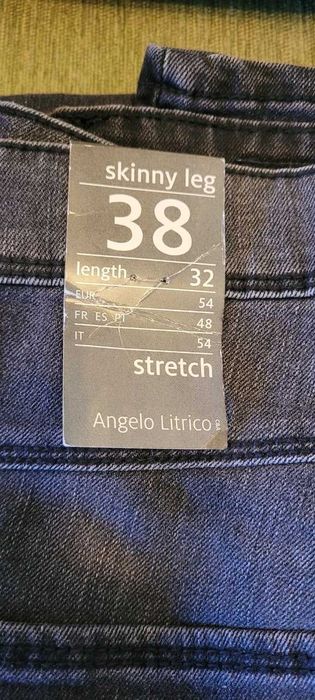 skinny leg
38
length 32
EUR 54
FR ES PT 48
IT 54
stretch
Angelo Litrico